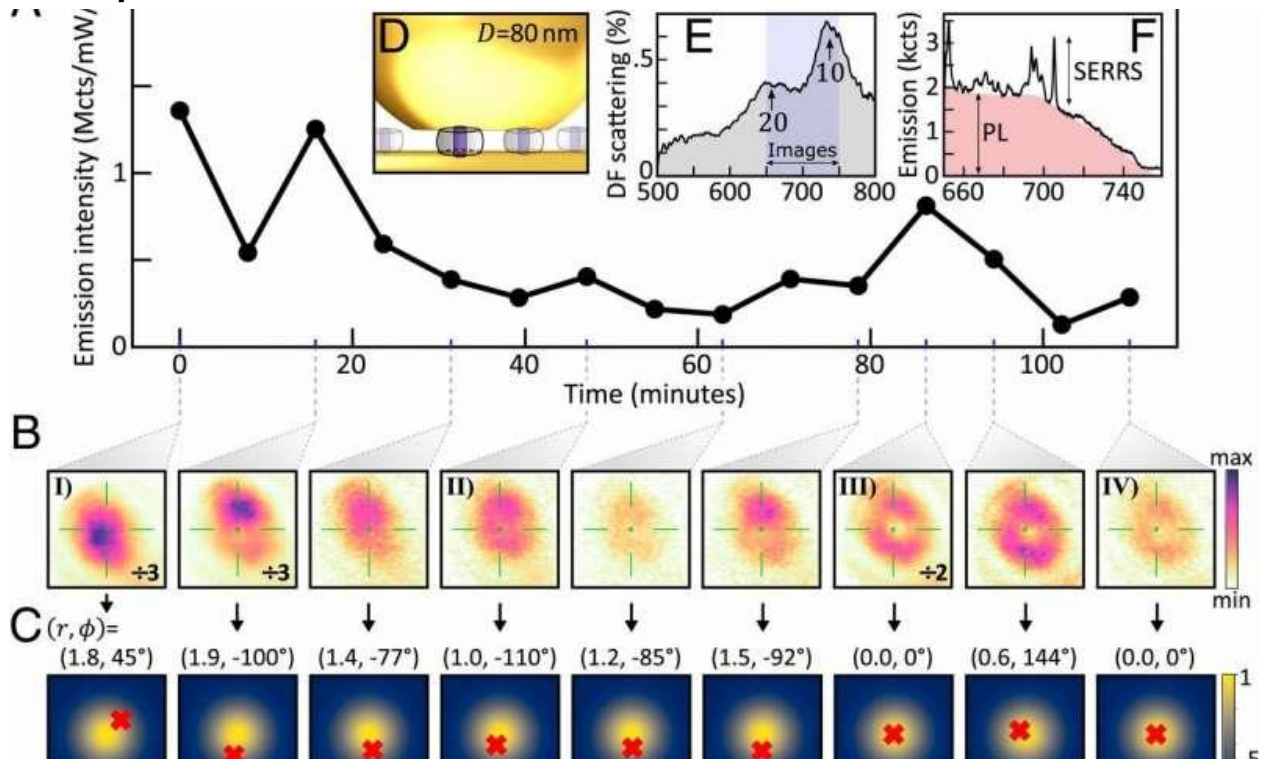 D
D=80 nm
E
DF scattering (%)
.5
0
10
20
Images
500 600 700 800
F
Emission (kcts)
3
2
1
0
SERRS
PL
660 700 740
Emission intensity (Mcts/mW/
1
0
0 20 40 60 80 100
Time (minutes)
B
I)
÷3
÷3
II)
III)
÷2
IV)
max
min
C
(r, ϕ)=
(1.8, 45°) (1.9, -100°) (1.4, -77°) (1.0, -110°) (1.2, -85°) (1.5, -92°) (0.0, 0°) (0.6, 144°) (0.0, 0°)
1
.5